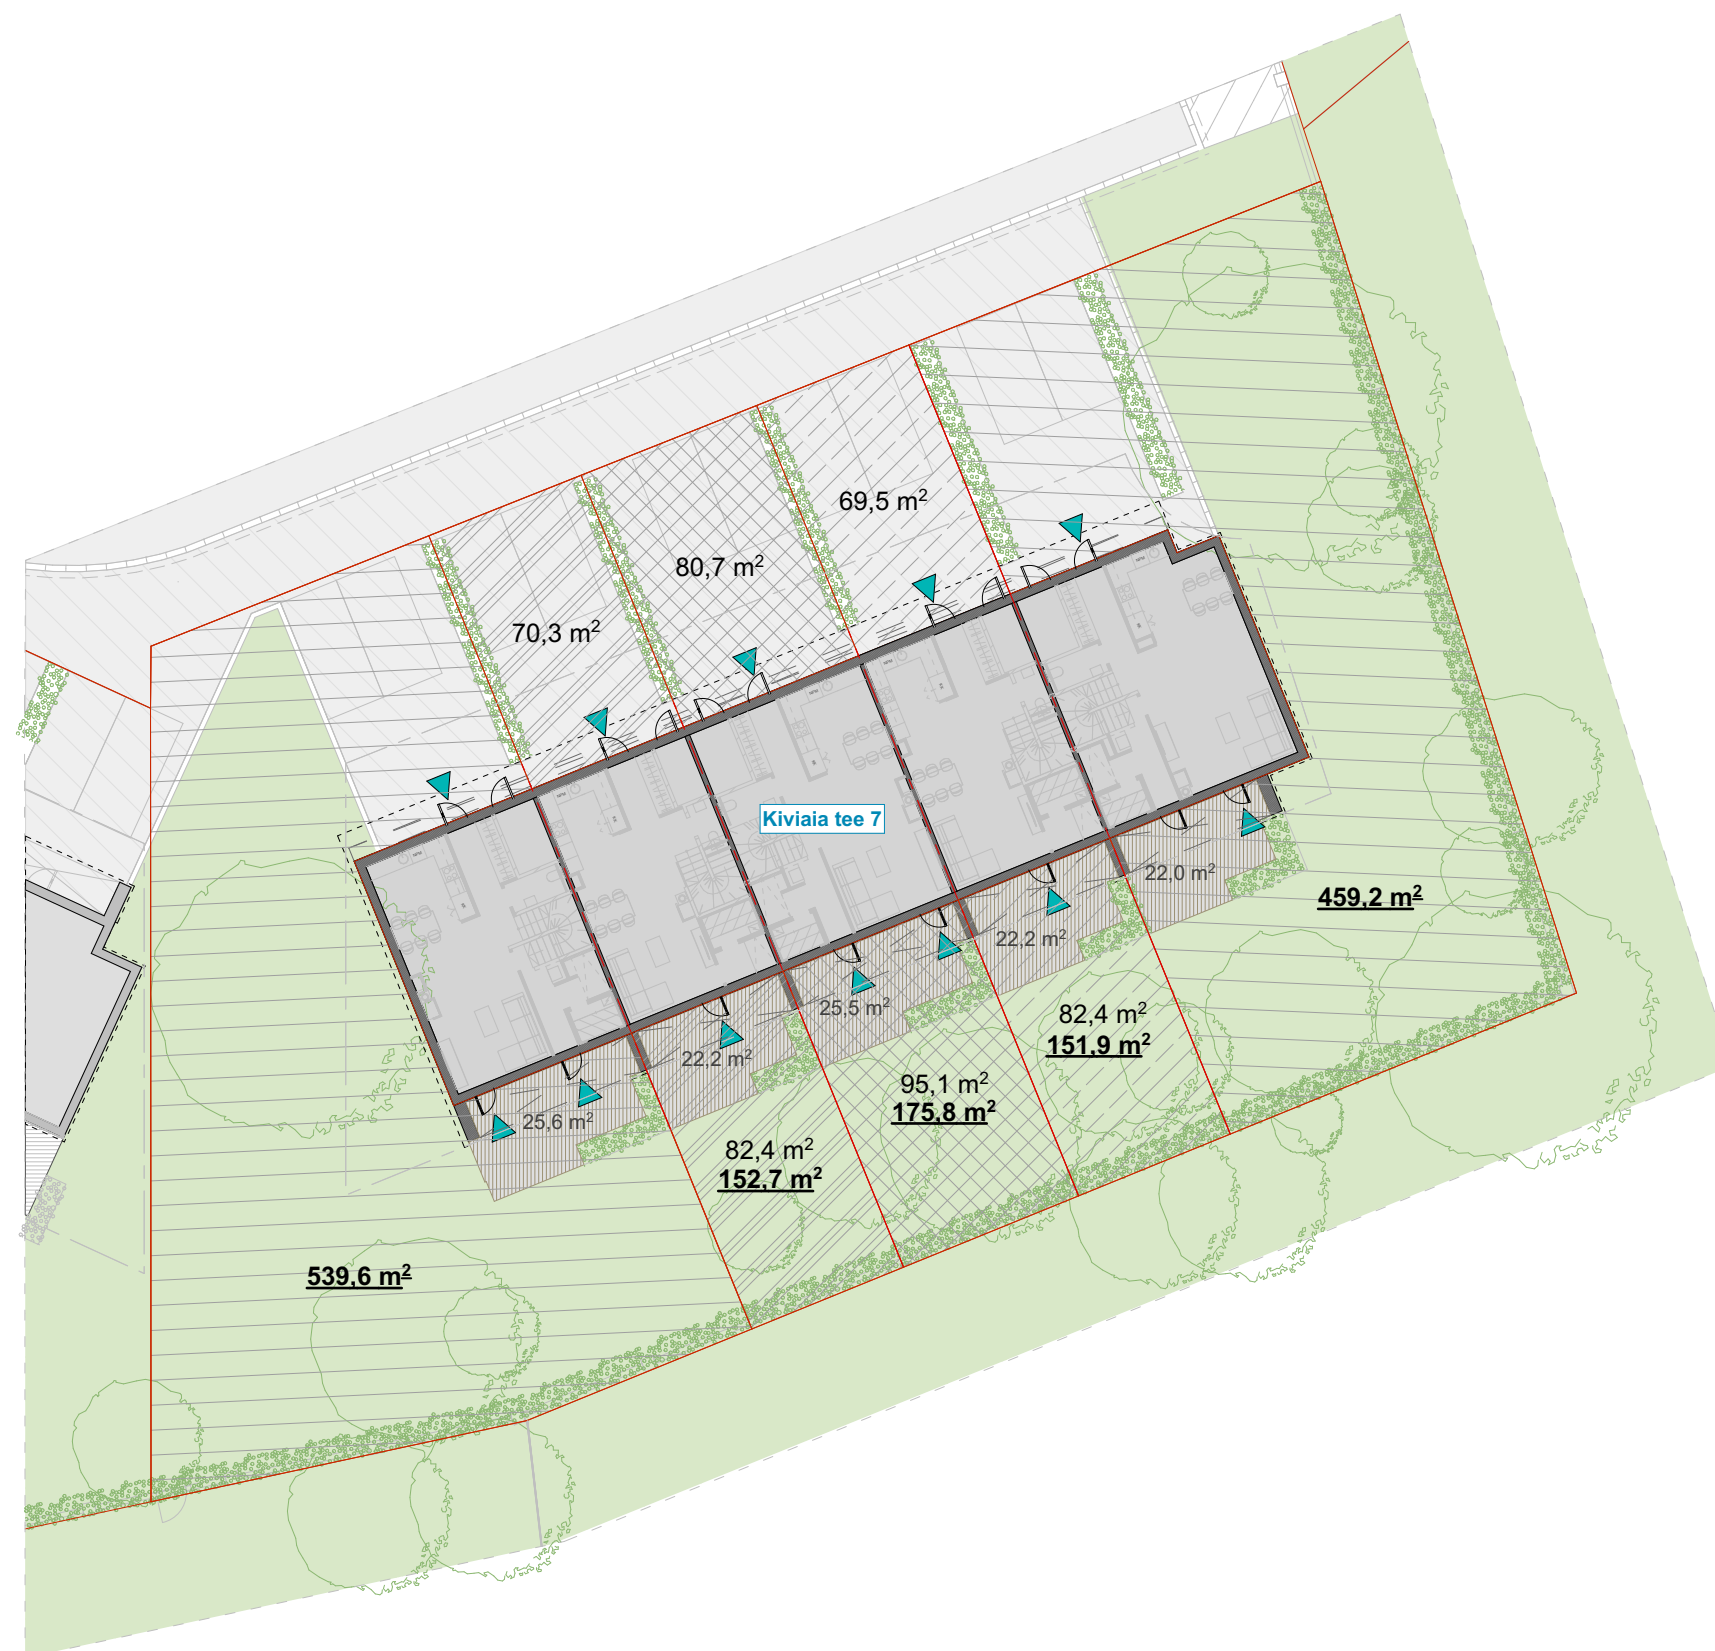 69,5 m²
80,7 m²
70,3 m²
Kiviaia tee 7
22,0 m²
459,2 m²
22,2 m²
25,5 m²
82,4 m²
151,9 m²
22,2 m²
95,1 m²
175,8 m²
25,6 m²
82,4 m²
152,7 m²
539,6 m²